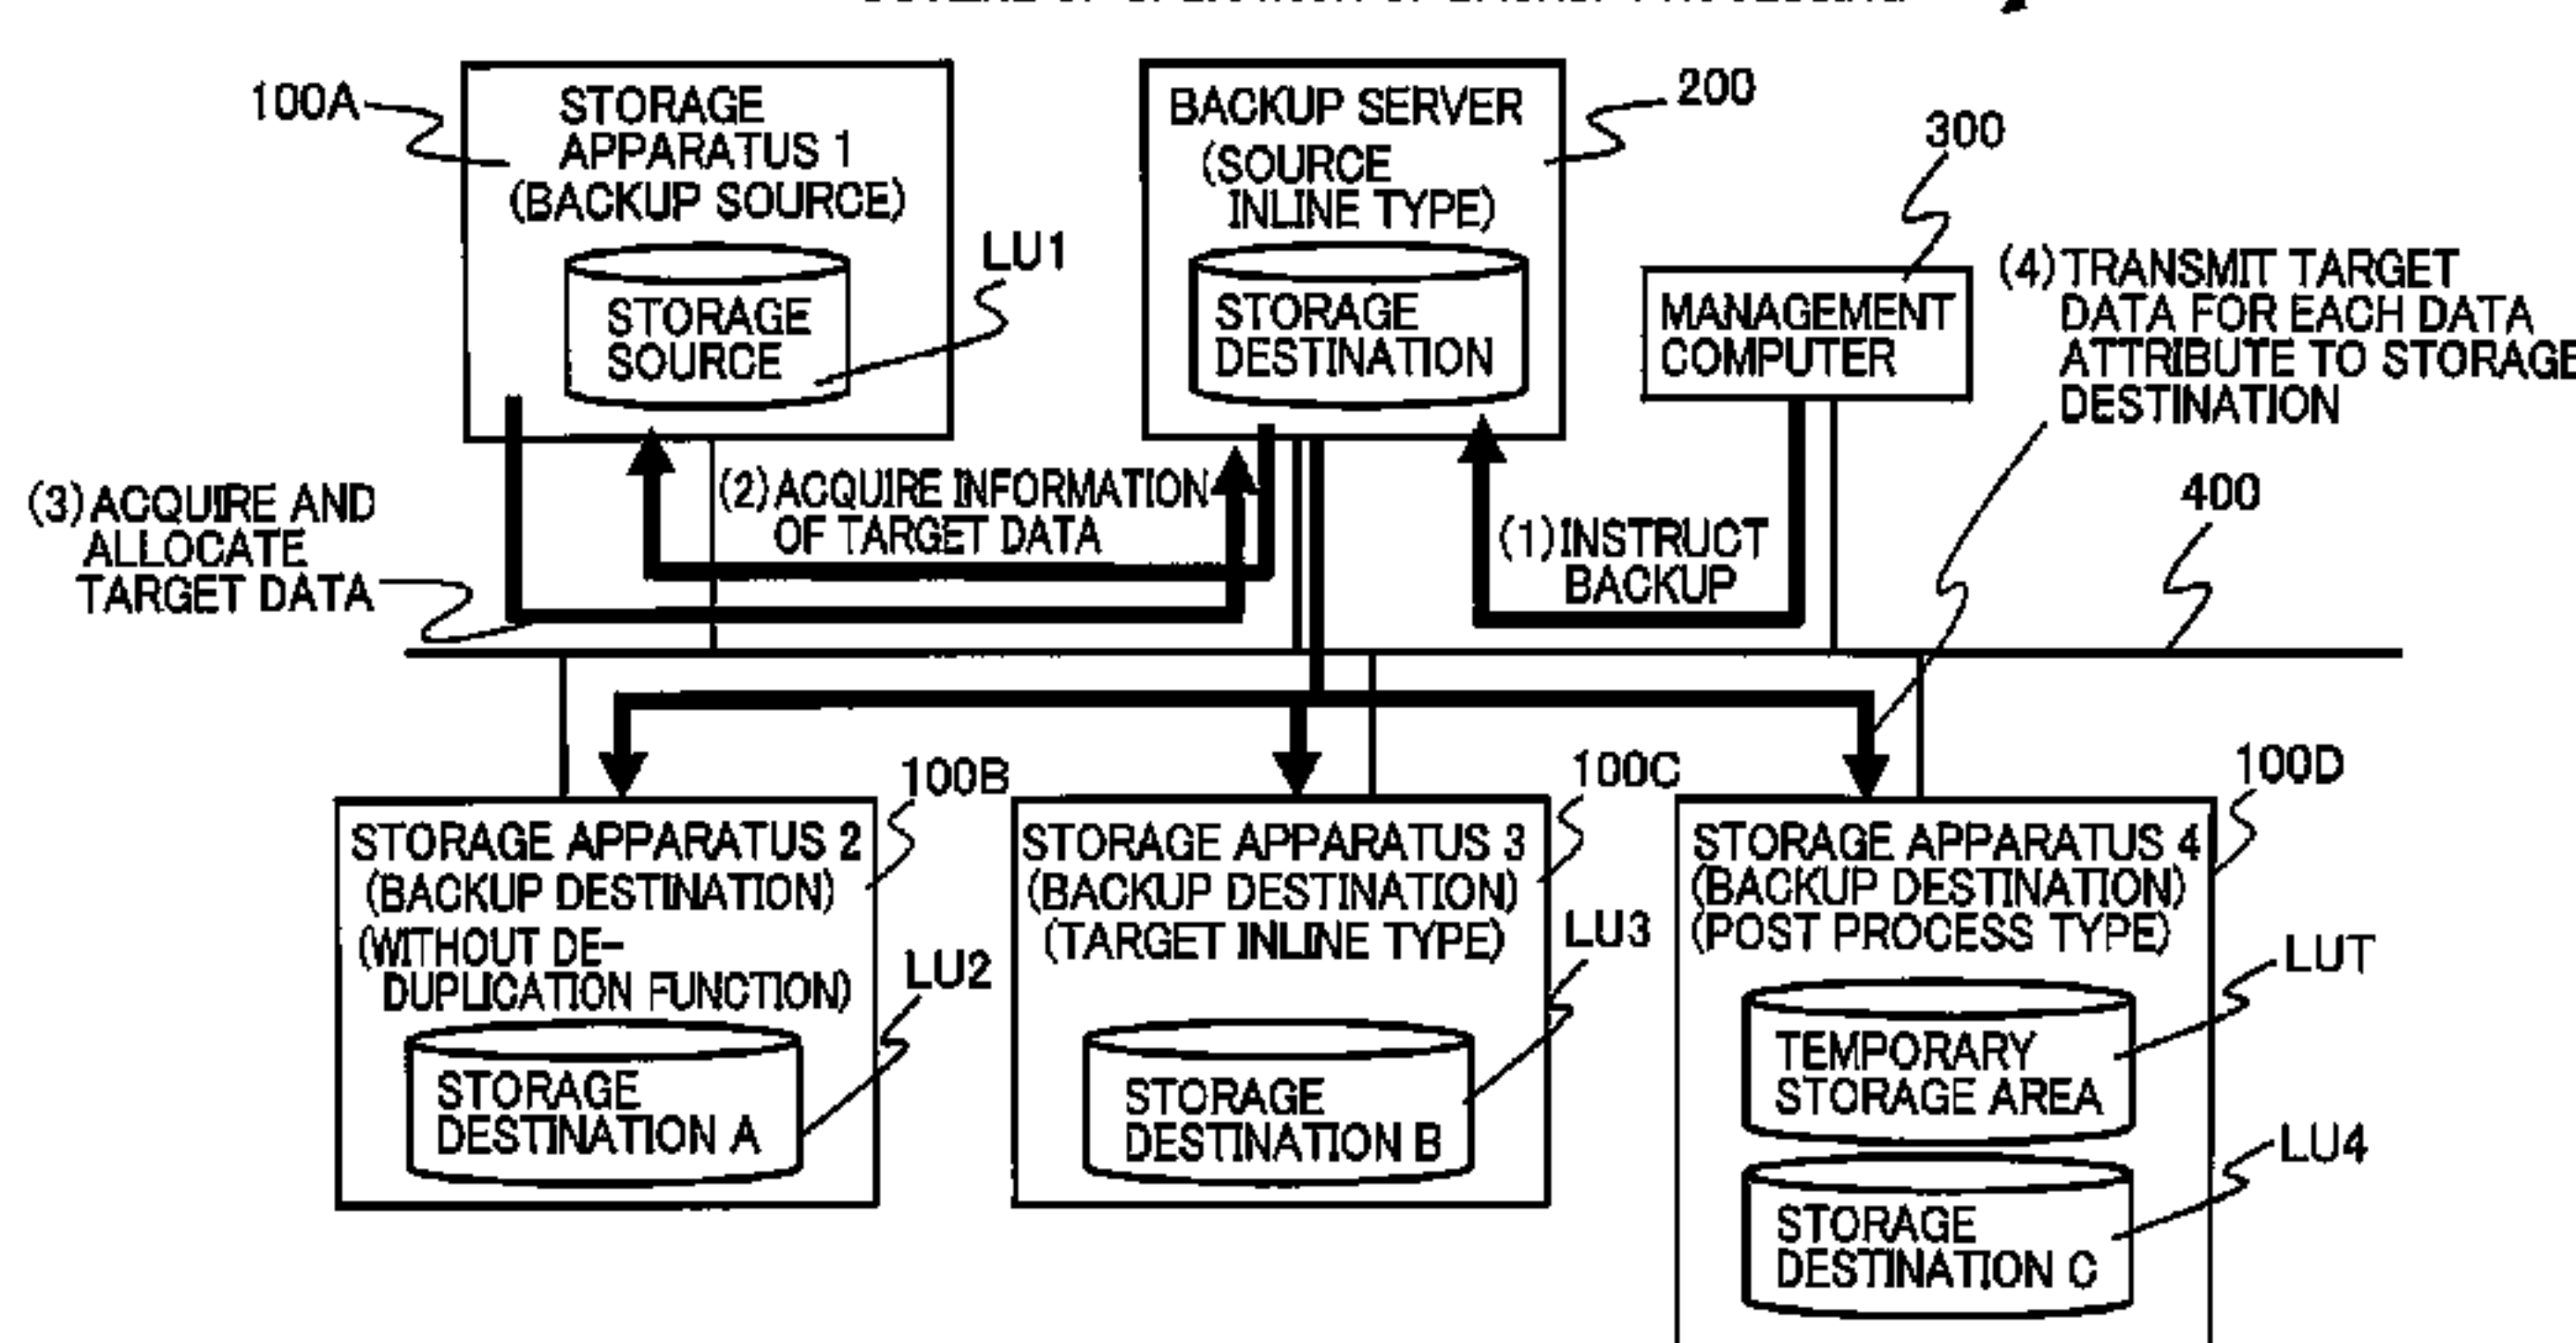 100A
STORAGE
APPARATUS 1
(BACKUP SOURCE)
LU1
STORAGE
SOURCE
BACKUP SERVER
(SOURCE
INLINE TYPE)
200
STORAGE
DESTINATION
300
MANAGEMENT
COMPUTER
(4)TRANSMIT TARGET
DATA FOR EACH DATA
ATTRIBUTE TO STORAGE
DESTINATION
(3)ACQUIRE AND
ALLOCATE
TARGET DATA
(2)ACQUIRE INFORMATION
OF TARGET DATA
(1)INSTRUCT
BACKUP
400
100B
STORAGE APPARATUS 2
(BACKUP DESTINATION)
(WITHOUT DE-
DUPLICATION FUNCTION)
LU2
STORAGE
DESTINATION A
100C
STORAGE APPARATUS 3
(BACKUP DESTINATION)
(TARGET INLINE TYPE)
LU3
STORAGE
DESTINATION B
100D
STORAGE APPARATUS 4
(BACKUP DESTINATION)
(POST PROCESS TYPE)
LUT
TEMPORARY
STORAGE AREA
LU4
STORAGE
DESTINATION C